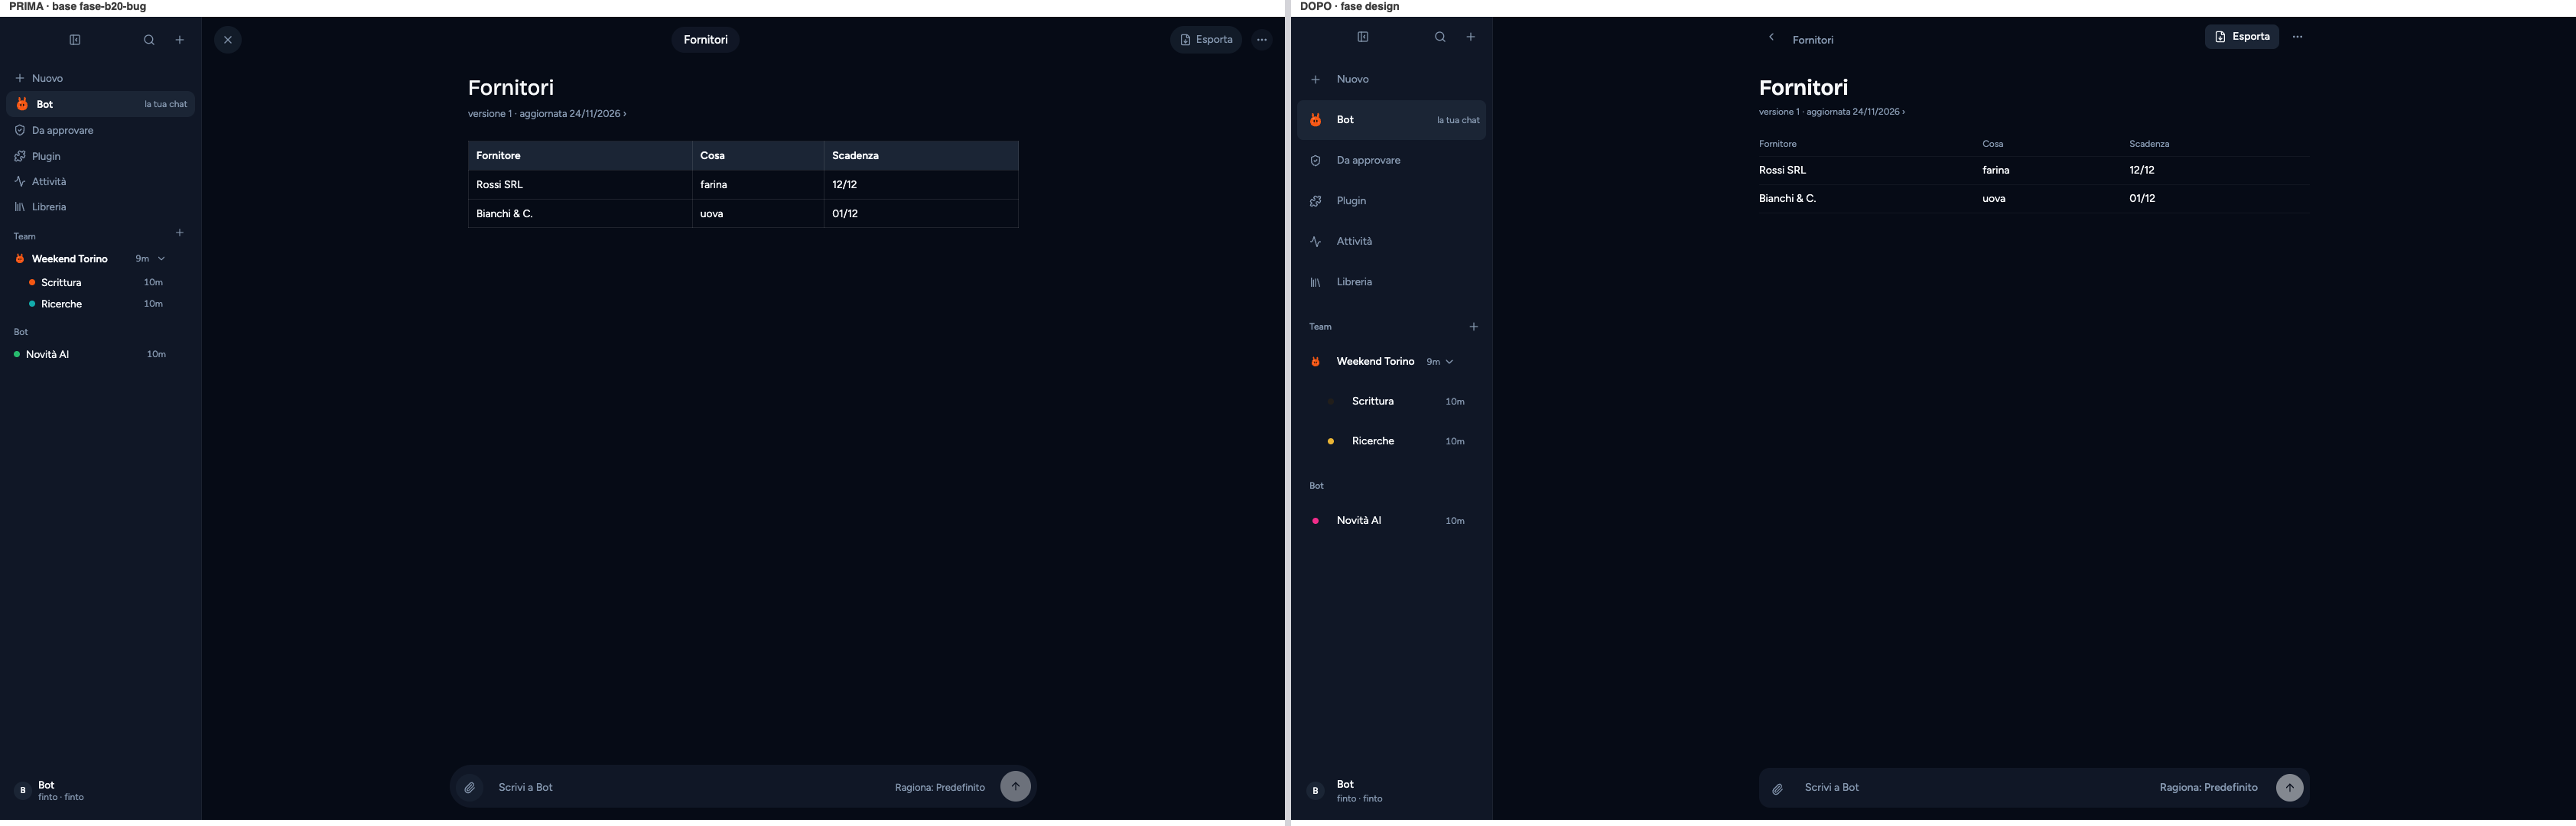 PRIMA · base fase-b20-bug
Fornitori
Esporta
Nuovo
Bot la tua chat
Da approvare
Plugin
Attività
Libreria
Team
Weekend Torino 9m
Scrittura 10m
Ricerche 10m
Bot
Novità AI 10m
B
Bot
finto · finto
Fornitori
versione 1 · aggiornata 24/11/2026 ›
Fornitore Cosa Scadenza
Rossi SRL farina 12/12
Bianchi & C. uova 01/12
Scrivi a Bot Ragiona: Predefinito
DOPO · fase design
Fornitori
Esporta
Nuovo
Bot la tua chat
Da approvare
Plugin
Attività
Libreria
Team
Weekend Torino 9m
Scrittura 10m
Ricerche 10m
Bot
Novità AI 10m
B
Bot
finto · finto
Fornitori
versione 1 · aggiornata 24/11/2026 ›
Fornitore Cosa Scadenza
Rossi SRL farina 12/12
Bianchi & C. uova 01/12
Scrivi a Bot Ragiona: Predefinito